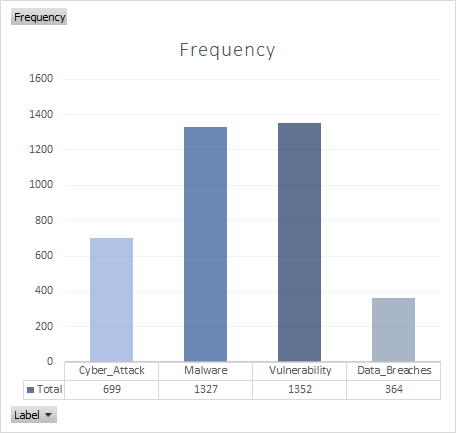 Frequency
Frequency
1600
1400
1200
1000
800
600
400
200
0
Cyber_Attack Malware Vulnerability Data_Breaches
Total 699 1327 1352 364
Label